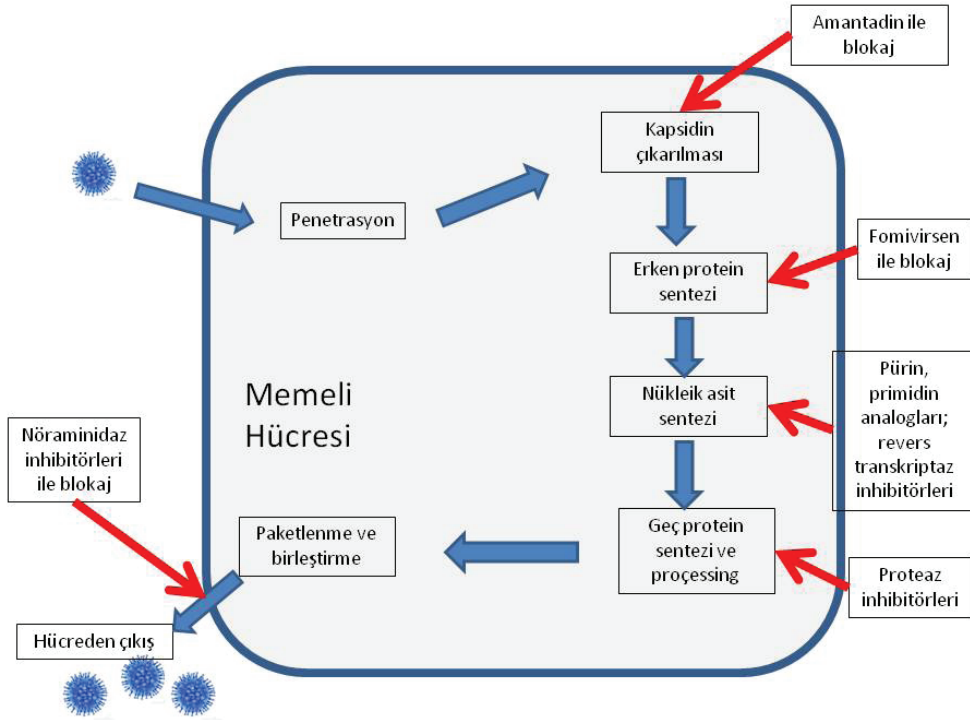 Amantadin ile
blokaj
Kapsidin
çıkarılması
Penetrasyon
Fomivirsen
ile blokaj
Erken protein
sentezi
Pürin,
primidin
analogları;
revers
transkriptaz
inhibitörleri
Nükleik asit
sentezi
Memeli
Hücresi
Nöraminidaz
inhibitörleri
ile blokaj
Geç protein
sentezi ve
proçessing
Paketlenme ve
birleştirme
Proteaz
inhibitörleri
Hücreden çıkış